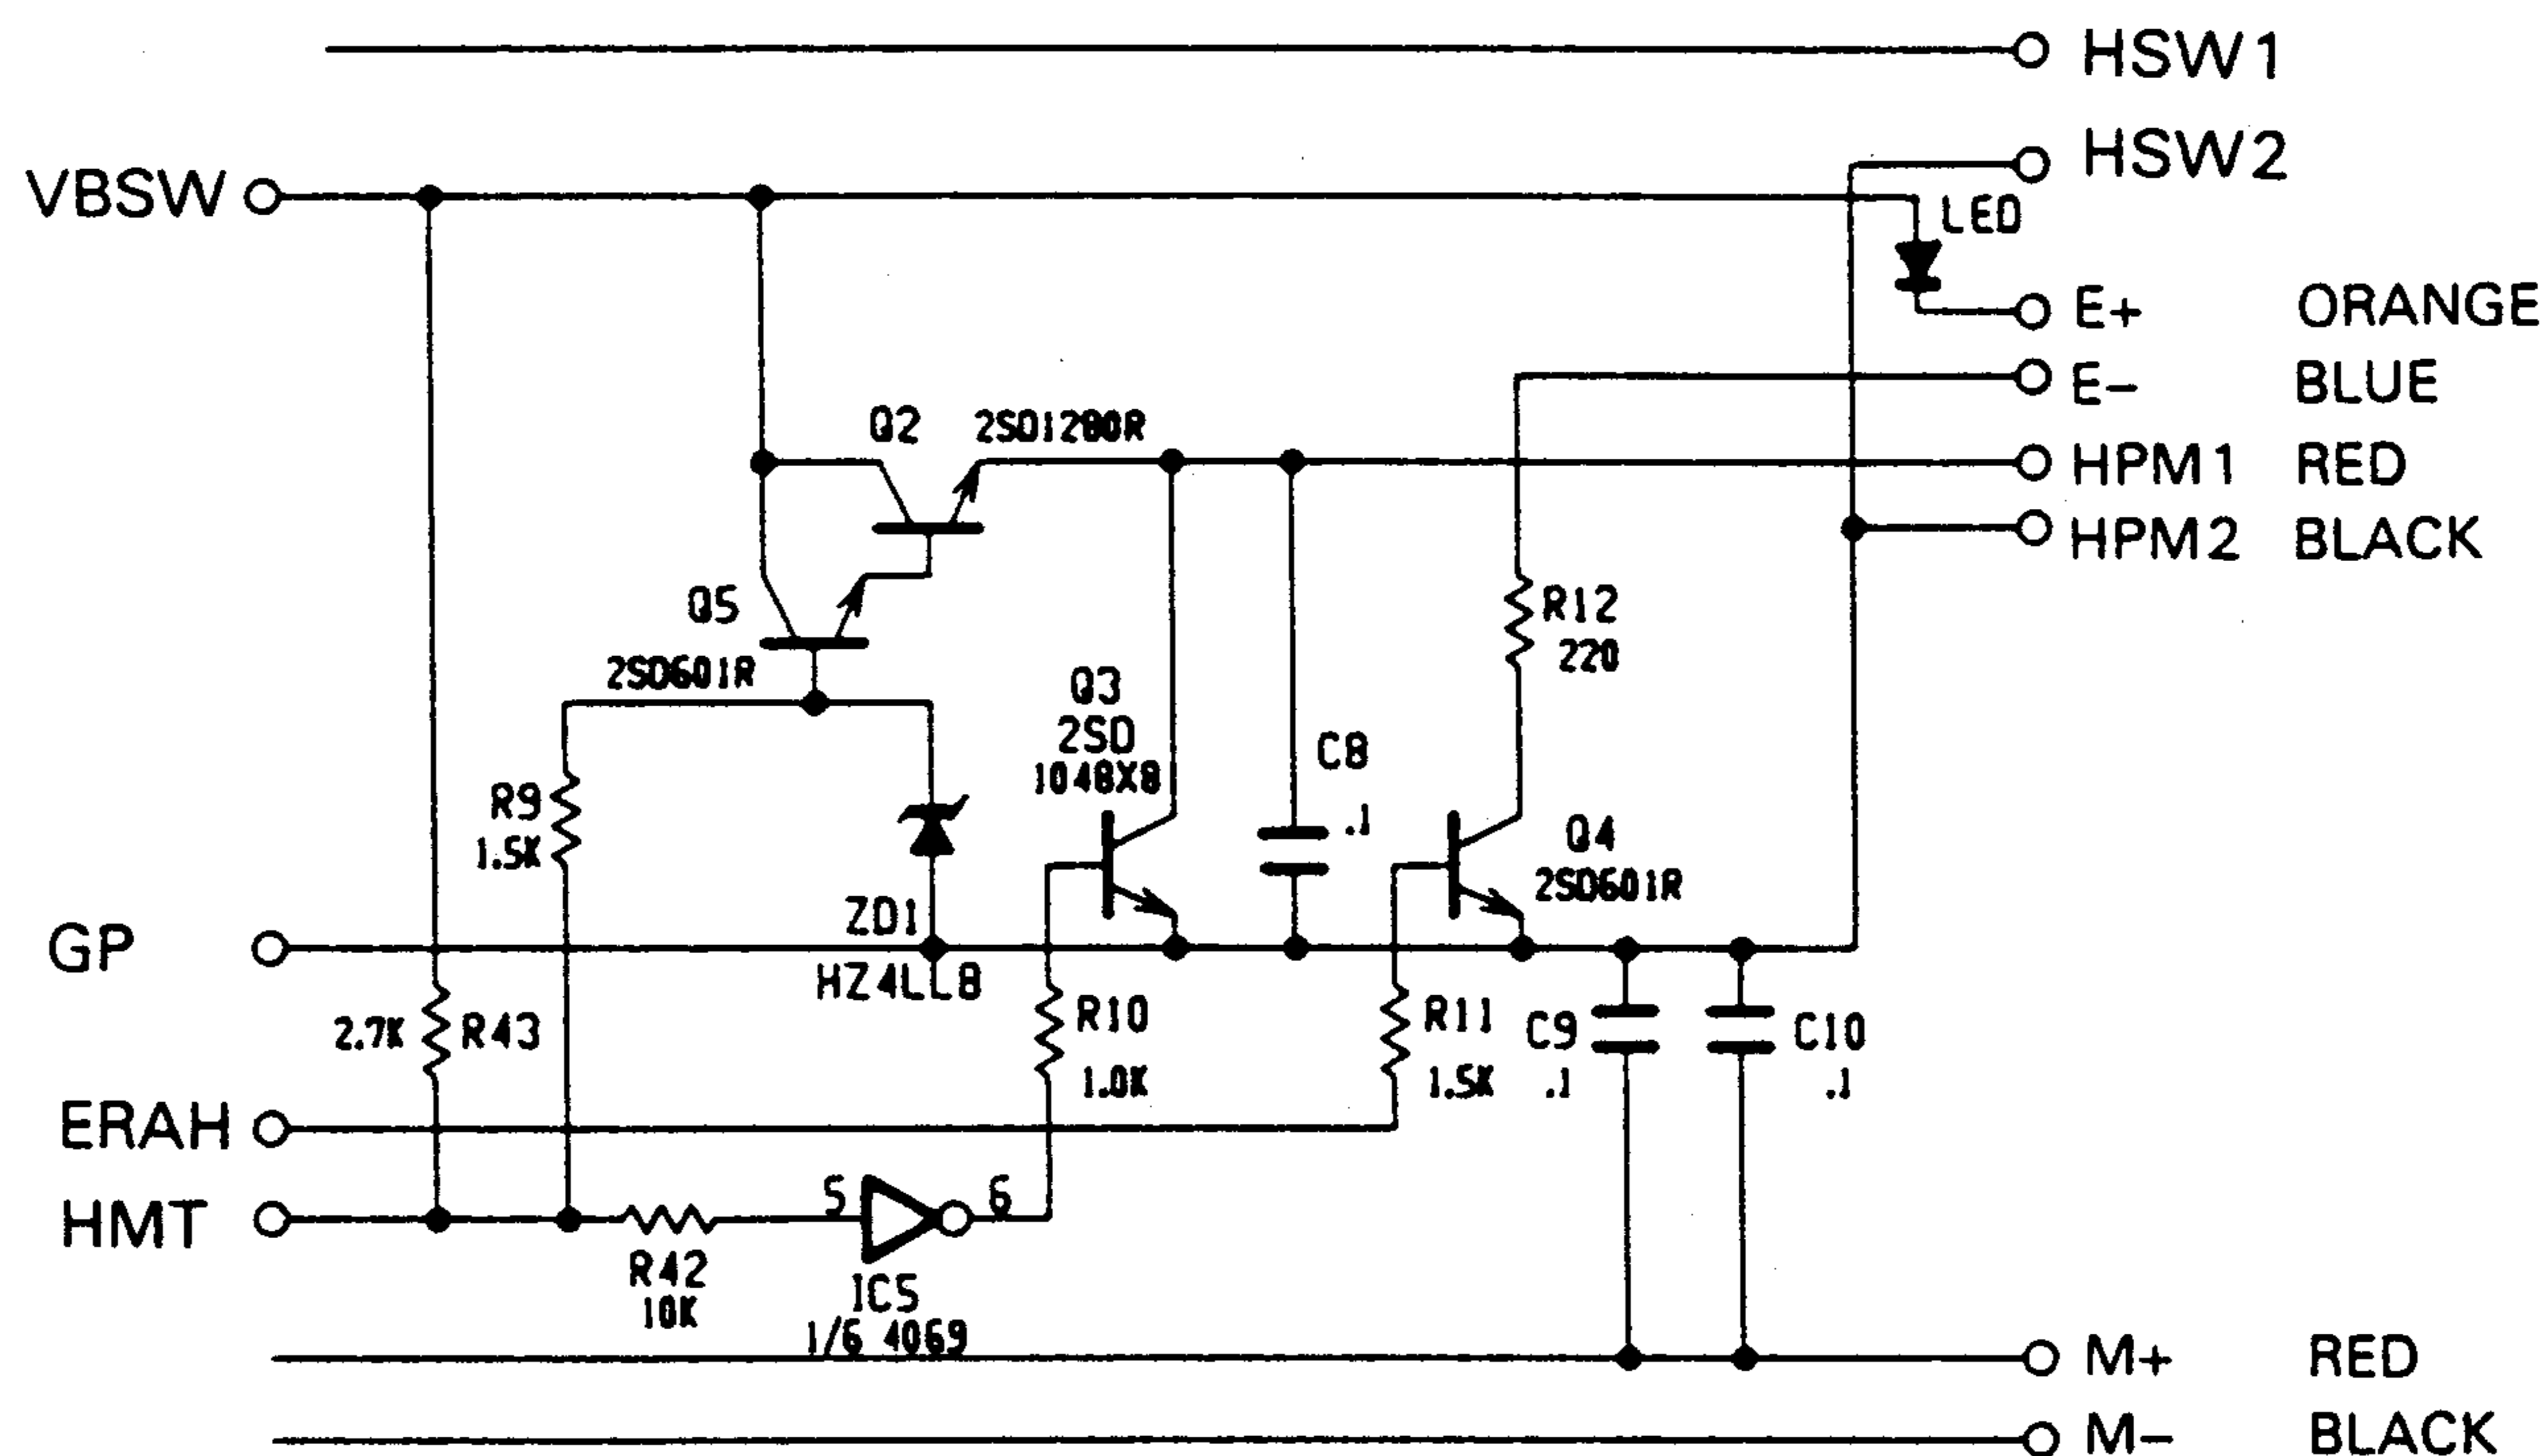 HSW1
HSW2
VBSW
LED
E+ ORANGE
E- BLUE
Q2 2SD1280R
HPM1 RED
HPM2 BLACK
Q5
2SD601R
R12
220
Q3
2SD
1048X8
C8
.1
R9
1.5K
Q4
2SD601R
ZD1
GP
HZ4LLB
2.7K R43
R10
1.0K
R11
1.5K
C9
.1
C10
.1
ERAH
HMT
5 6
R42
10K
IC5
1/6 4069
M+ RED
M- BLACK